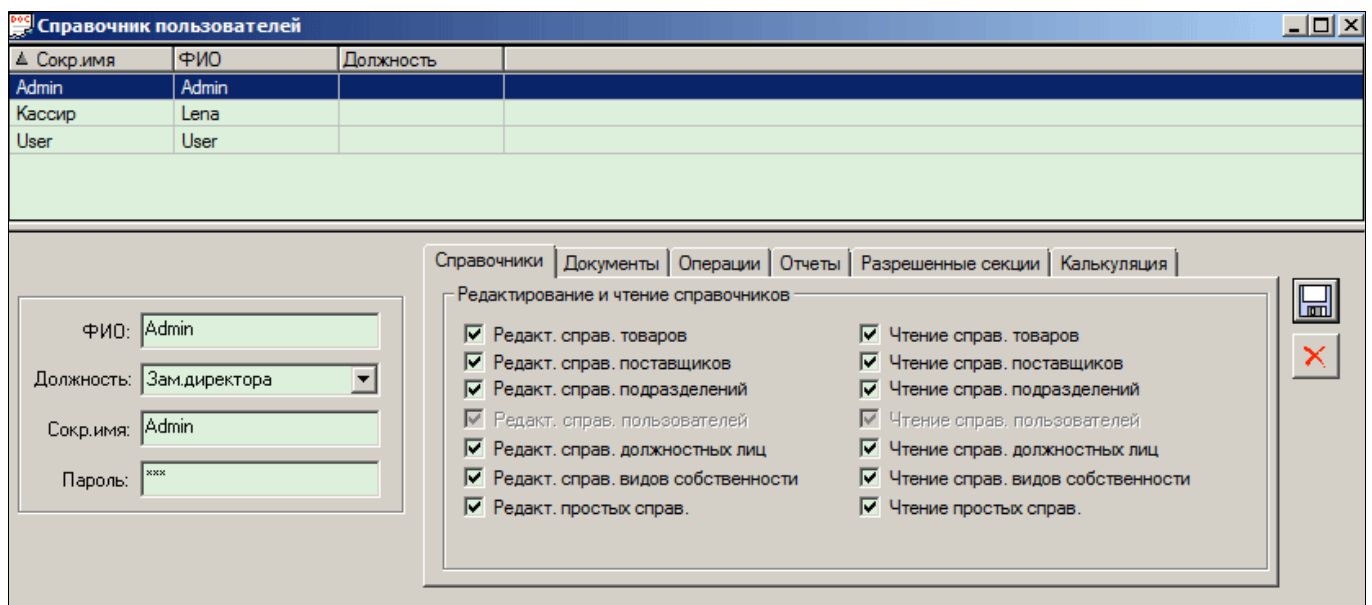 DOC Справочник пользователей
Сокр.имя ФИО Должность
Admin Admin
Кассир Lena
User User
Справочники Документы Операции Отчеты Разрешенные секции Калькуляция
Редактирование и чтение справочников
ФИО: Admin
Должность: Зам.директора
Сокр.имя: Admin
Пароль: ***
Редакт. справ. товаров
Редакт. справ. поставщиков
Редакт. справ. подразделений
Редакт. справ. пользователей
Редакт. справ. должностных лиц
Редакт. справ. видов собственности
Редакт. простых справ.
Чтение справ. товаров
Чтение справ. поставщиков
Чтение справ. подразделений
Чтение справ. пользователей
Чтение справ. должностных лиц
Чтение справ. видов собственности
Чтение простых справ.